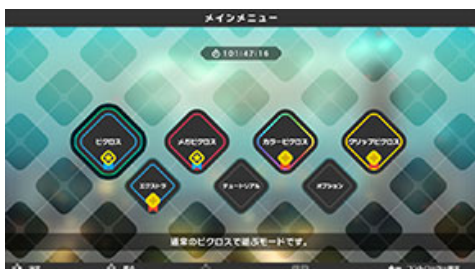 メインメニュー
101:47:16
ピクロス
メガピクロス
カラーピクロス
クリップピクロス
エクストラ
チュートリアル
オプション
通常のピクロスで遊ぶモードです。